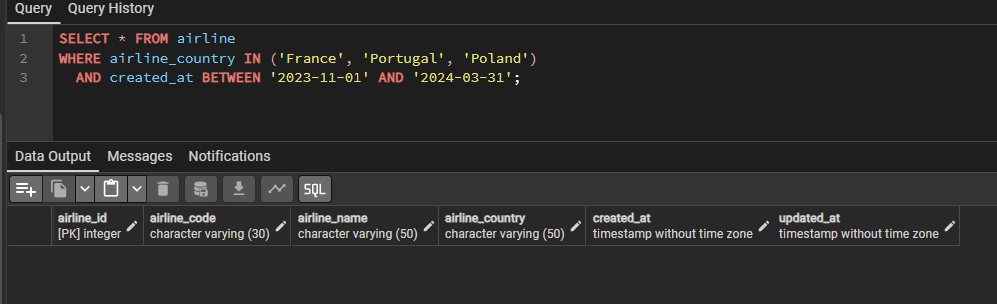 Query Query History
1 SELECT * FROM airline
2 WHERE airline_country IN ('France', 'Portugal', 'Poland')
3 AND created_at BETWEEN '2023-11-01' AND '2024-03-31';
Data Output Messages Notifications
SQL
airline_id airline_code airline_name airline_country created_at updated_at
[PK] integer character varying (30) character varying (50) character varying (50) timestamp without time zone timestamp without time zone